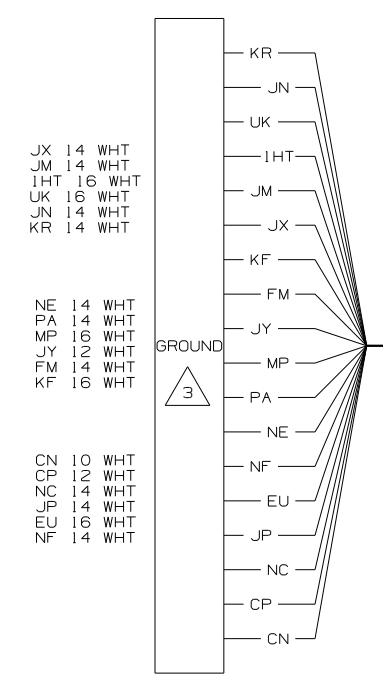 JX 14 WHT
JM 14 WHT
1HT 16 WHT
UK 16 WHT
JN 14 WHT
KR 14 WHT
NE 14 WHT
PA 14 WHT
MP 16 WHT
JY 12 WHT
FM 14 WHT
KF 16 WHT
CN 10 WHT
CP 12 WHT
NC 14 WHT
JP 14 WHT
EU 16 WHT
NF 14 WHT
GROUND
3
KR
JN
UK
1HT
JM
JX
KF
FM
JY
MP
PA
NE
NF
EU
JP
NC
CP
CN